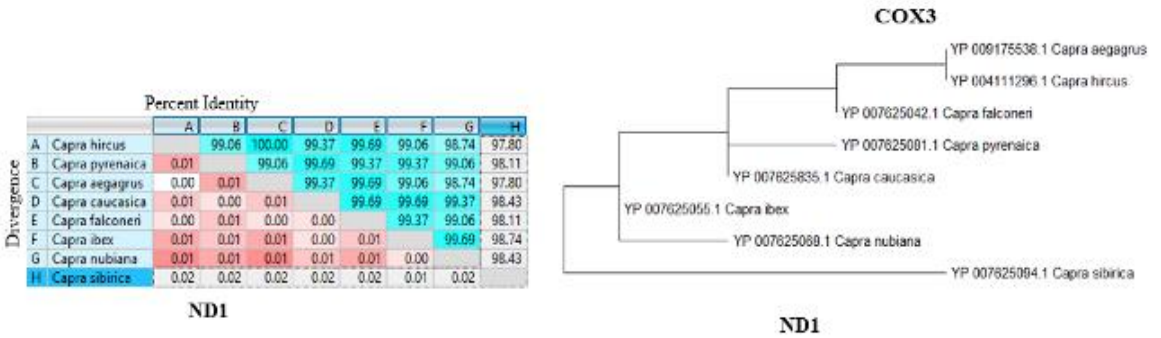 COX3
Percent Identity
Divergence
A B C D E F G H
A Capra hircus 99.06 100.00 99.37 99.69 99.06 98.74 97.80
B Capra pyrenaica 0.01 99.06 99.69 99.37 99.37 99.06 98.11
C Capra aegagrus 0.00 0.01 99.37 99.69 99.06 98.74 97.80
D Capra caucasica 0.01 0.00 0.01 99.69 99.69 99.37 98.43
E Capra falconeri 0.00 0.01 0.00 0.00 99.37 99.06 98.11
F Capra ibex 0.01 0.01 0.01 0.00 0.01 99.69 98.74
G Capra nubiana 0.01 0.01 0.01 0.01 0.01 0.00 98.43
H Capra sibirica 0.02 0.02 0.02 0.02 0.02 0.01 0.02
ND1
YP 009175538.1 Capra aegagrus
YP 004111296.1 Capra hircus
YP 007625042.1 Capra falconeri
YP 007625081.1 Capra pyrenaica
YP 007625835.1 Capra caucasica
YP 007625055.1 Capra ibex
YP 007625068.1 Capra nubiana
YP 007625094.1 Capra sibirica
ND1